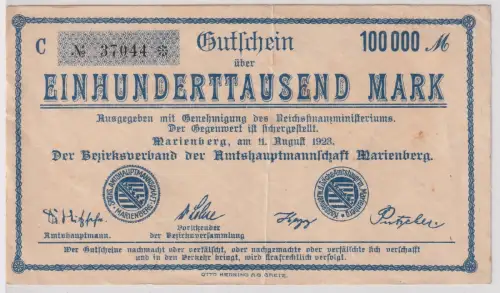 C № 37044 ※ Gutschein 100000 M
über
EINHUNDERTTAUSEND MARK
Ausgegeben mit Genehmigung des Reichsfinanzministeriums.
Der Gegenwert ist sichergestellt.
Marienberg, am 11. August 1923.
Der Bezirksverband der Amtshauptmannschaft Marienberg.
Amtshauptmann. Vorsitzender
der Bezirksversammlung
Wer Gutscheine nachmacht oder verfälscht, oder nachgemachte oder verfälschte sich verschafft
und in den Verkehr bringt, wird strafrechtlich verfolgt.